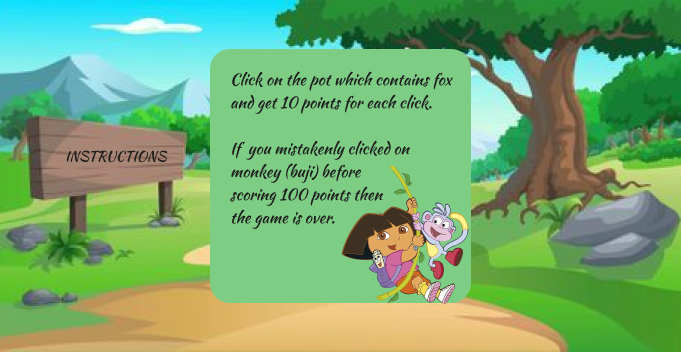 INSTRUCTIONS
Click on the pot which contains fox
and get 10 points for each click.
If you mistakenly clicked on
monkey (buji) before
scoring 100 points then
the game is over.